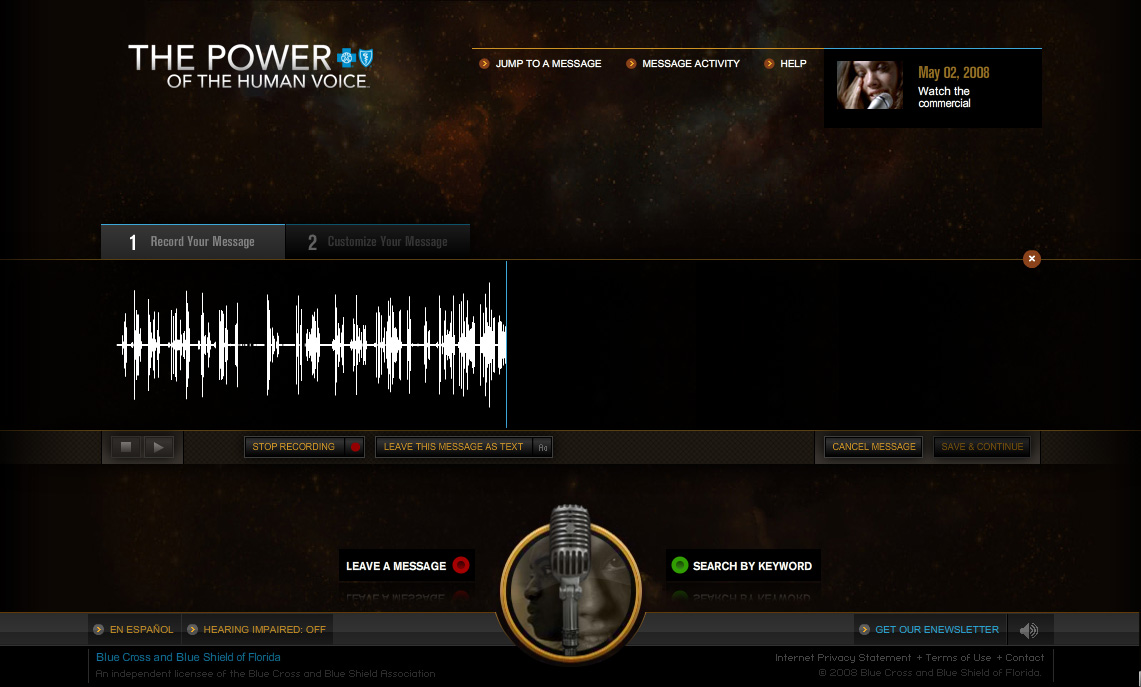 THE POWER
OF THE HUMAN VOICE
JUMP TO A MESSAGE
MESSAGE ACTIVITY
HELP
May 02, 2008
Watch the
commercial
1 Record Your Message
2 Customize Your Message
STOP RECORDING
LEAVE THIS MESSAGE AS TEXT
CANCEL MESSAGE
SAVE & CONTINUE
LEAVE A MESSAGE
SEARCH BY KEYWORD
EN ESPAÑOL
HEARING IMPAIRED: OFF
GET OUR ENEWSLETTER
Blue Cross and Blue Shield of Florida
An independent licensee of the Blue Cross and Blue Shield Association
Internet Privacy Statement + Terms of Use + Contact
© 2008 Blue Cross and Blue Shield of Florida.